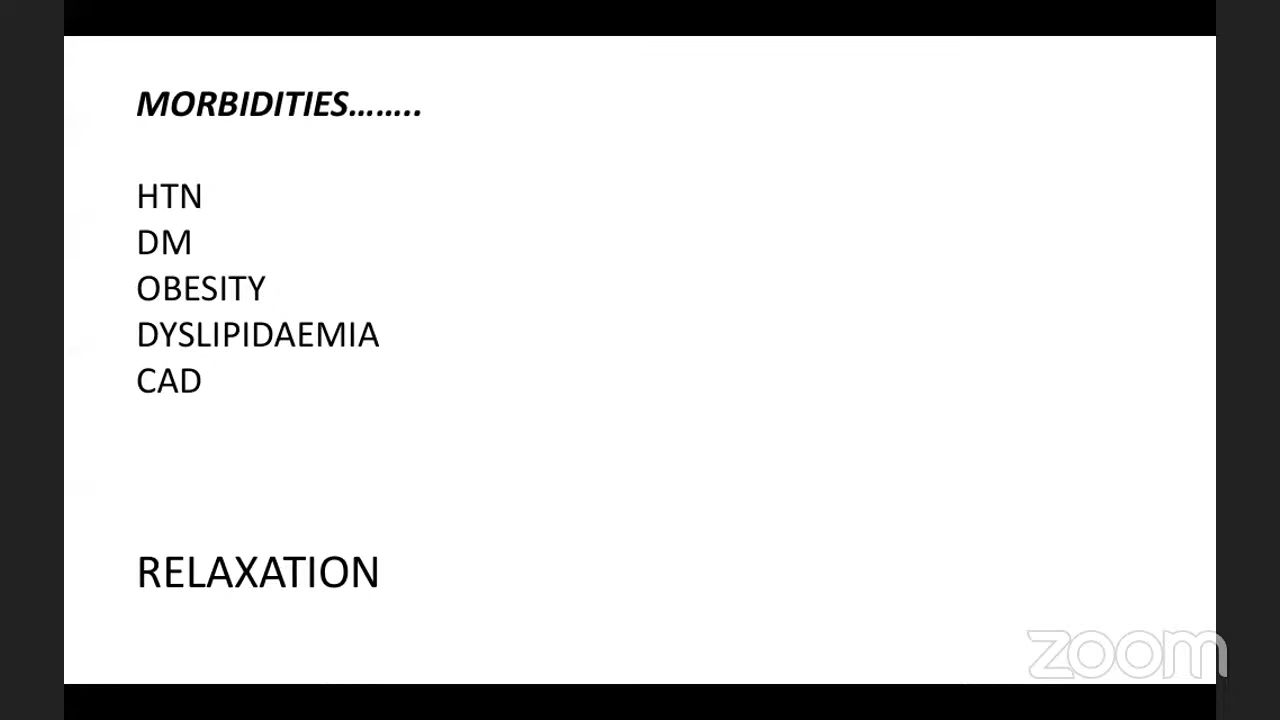 MORBIDITIES........
HTN
DM
OBESITY
DYSLIPIDAEMIA
CAD
RELAXATION
zoom